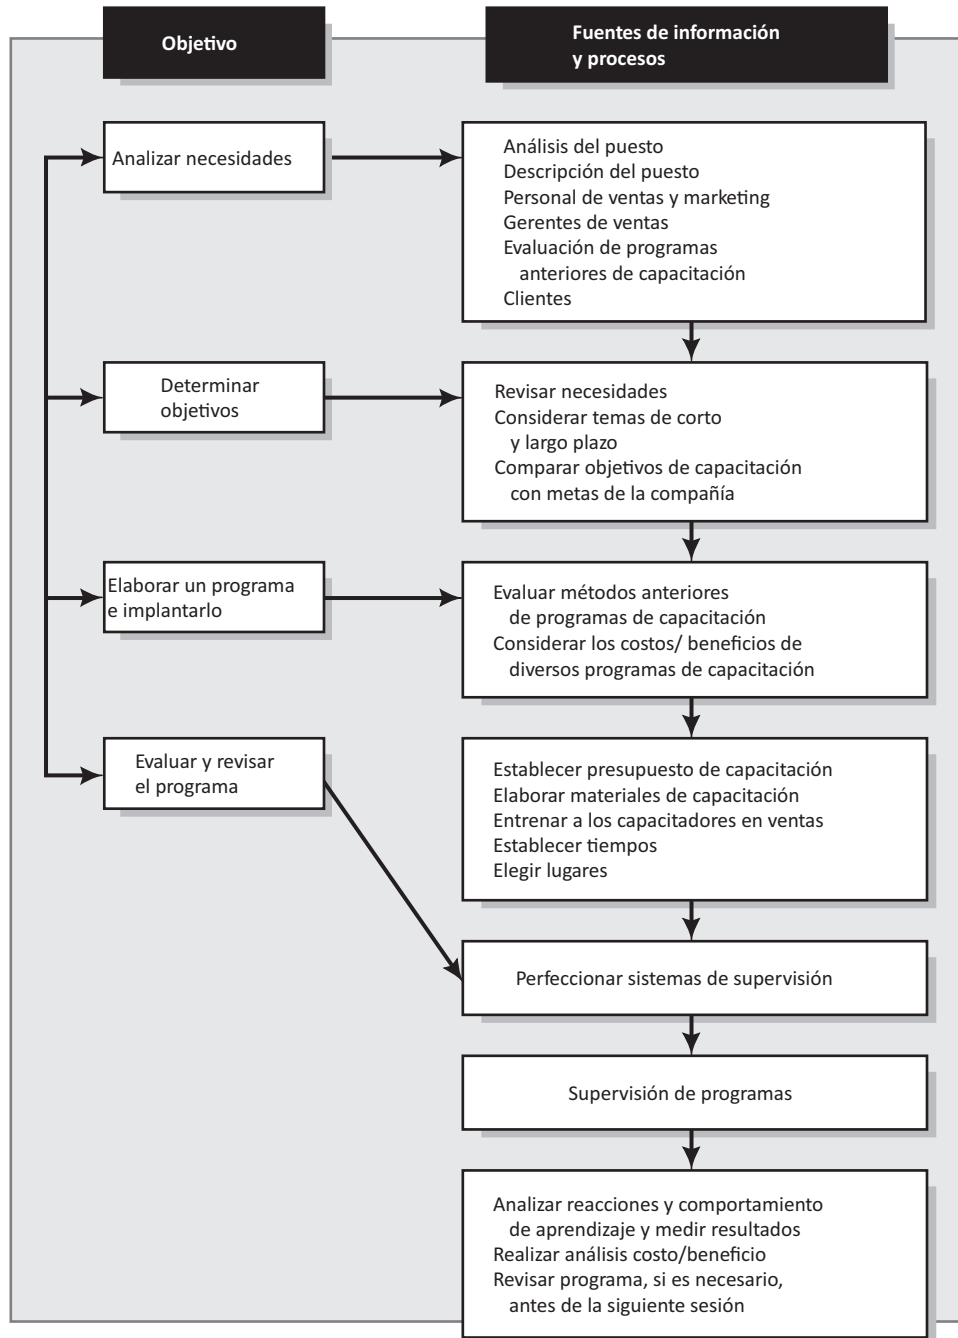 Objetivo
Fuentes de información
y procesos
Analizar necesidades
Análisis del puesto
Descripción del puesto
Personal de ventas y marketing
Gerentes de ventas
Evaluación de programas
anteriores de capacitación
Clientes
Determinar
objetivos
Revisar necesidades
Considerar temas de corto
y largo plazo
Comparar objetivos de capacitación
con metas de la compañía
Elaborar un programa
e implantarlo
Evaluar métodos anteriores
de programas de capacitación
Considerar los costos/ beneficios de
diversos programas de capacitación
Evaluar y revisar
el programa
Establecer presupuesto de capacitación
Elaborar materiales de capacitación
Entrenar a los capacitadores en ventas
Establecer tiempos
Elegir lugares
Perfeccionar sistemas de supervisión
Supervisión de programas
Analizar reacciones y comportamiento
de aprendizaje y medir resultados
Realizar análisis costo/beneficio
Revisar programa, si es necesario,
antes de la siguiente sesión